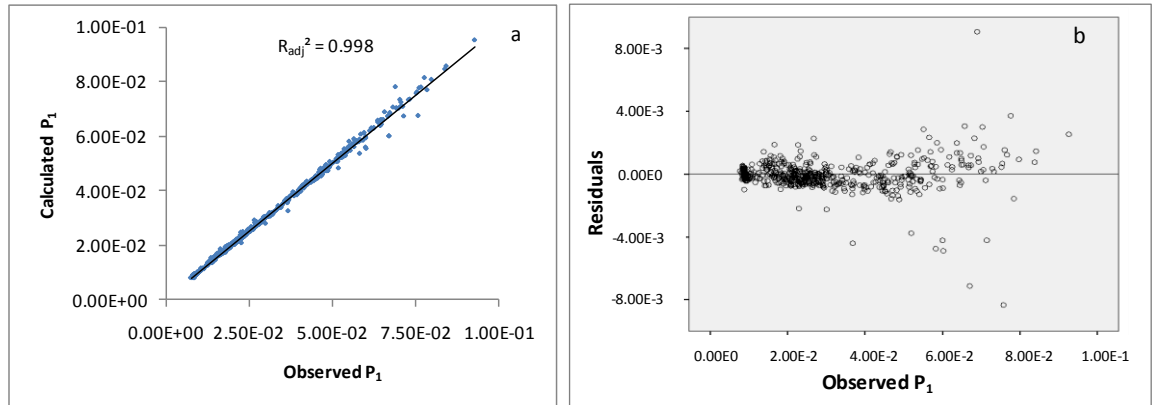 a
1.00E-01
R_adj² = 0.998
8.00E-02
6.00E-02
4.00E-02
2.00E-02
0.00E+00
Calculated P₁
0.00E+00 2.50E-02 5.00E-02 7.50E-02 1.00E-01
Observed P₁
b
8.00E-3
4.00E-3
0.00E0
-4.00E-3
-8.00E-3
Residuals
0.00E0 2.00E-2 4.00E-2 6.00E-2 8.00E-2 1.00E-1
Observed P₁